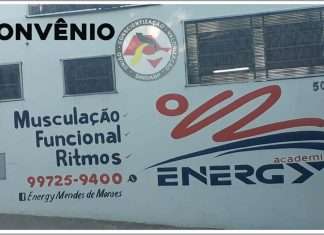 CONVÊNIO
Musculação
Funcional
Ritmos
99725-9400
Energy Mendes de Moraes
academia
ENERGY